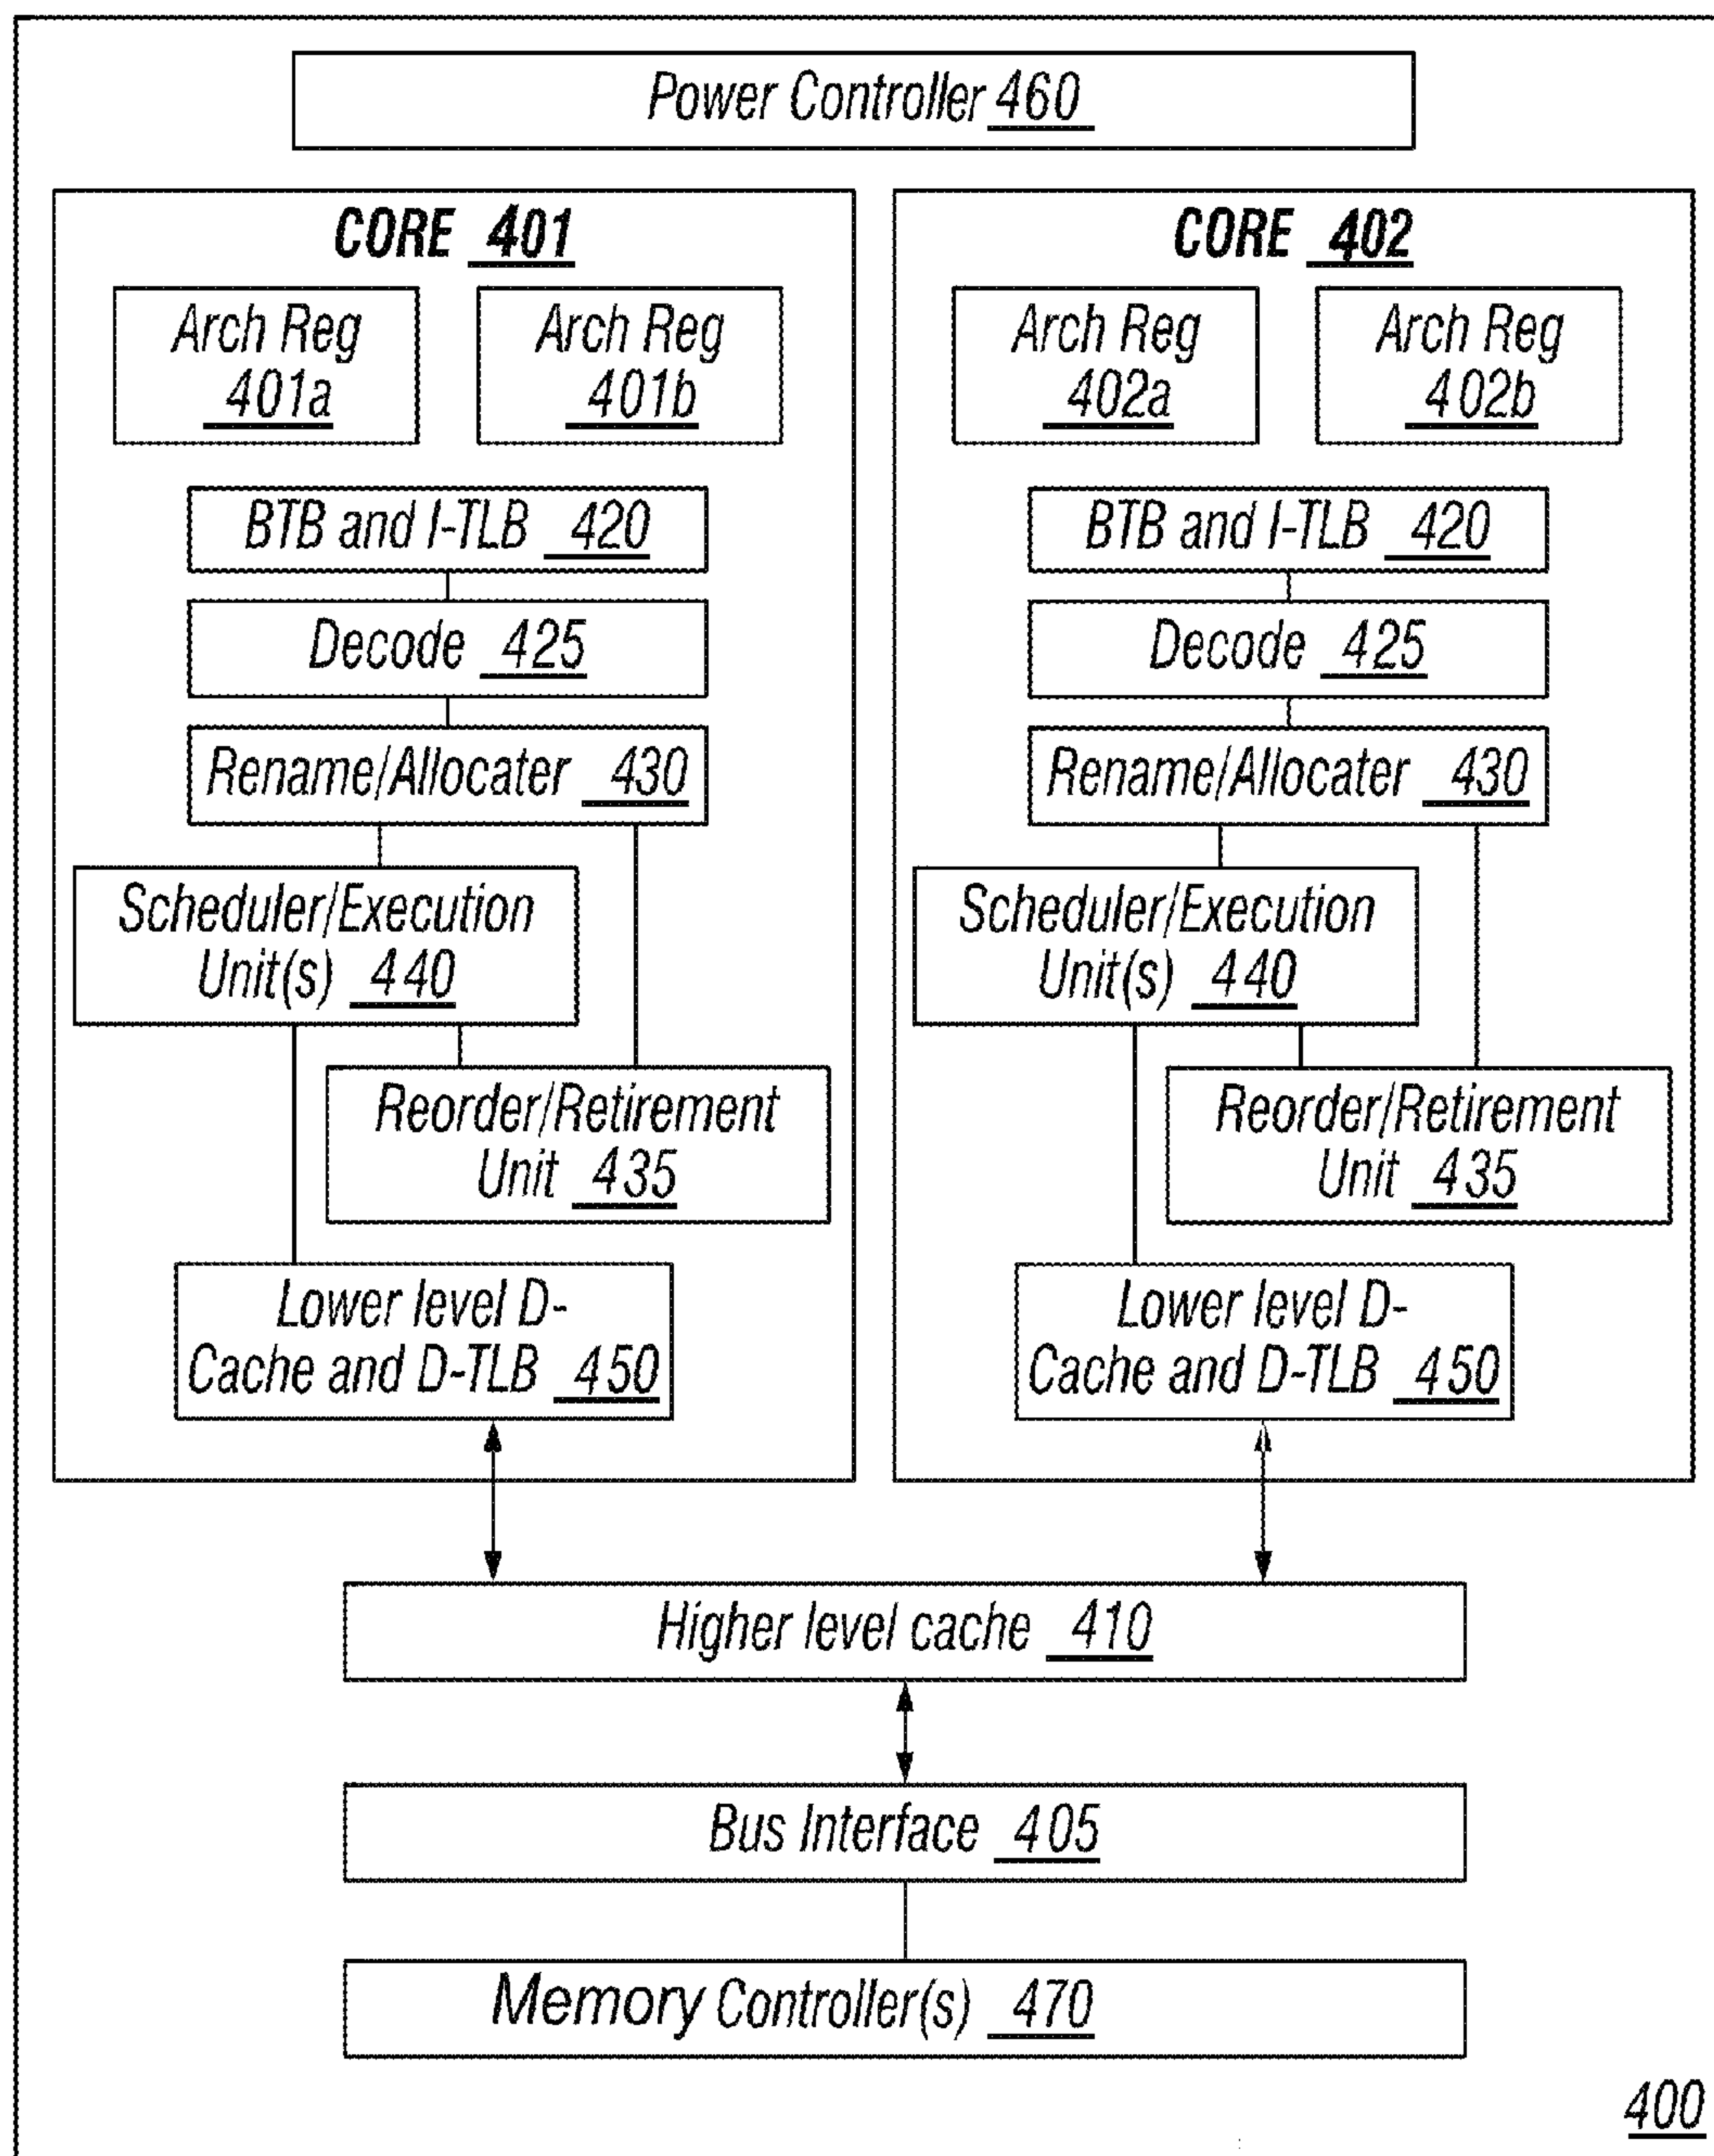 Power Controller 460
CORE 401
Arch Reg
401a
Arch Reg
401b
BTB and I-TLB 420
Decode 425
Rename/Allocater 430
Scheduler/Execution
Unit(s) 440
Reorder/Retirement
Unit 435
Lower level D-
Cache and D-TLB 450
CORE 402
Arch Reg
402a
Arch Reg
402b
BTB and I-TLB 420
Decode 425
Rename/Allocater 430
Scheduler/Execution
Unit(s) 440
Reorder/Retirement
Unit 435
Lower level D-
Cache and D-TLB 450
Higher level cache 410
Bus Interface 405
Memory Controller(s) 470
400